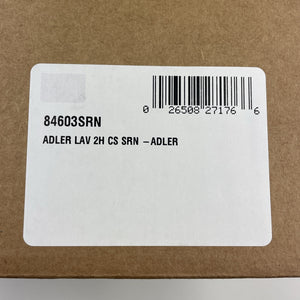 0 26508 27176 6
84603SRN
ADLER LAV 2H CS SRN – ADLER